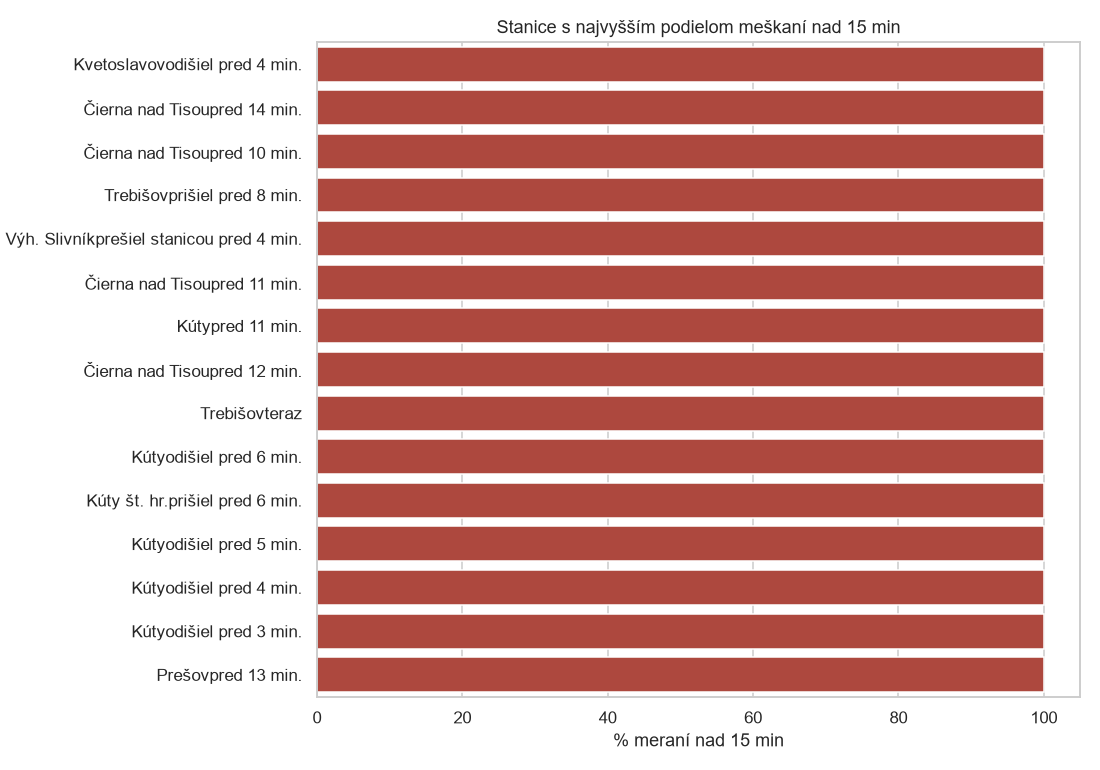 Stanice s najvyšším podielom meškaní nad 15 min
Kvetoslavovodišiel pred 4 min.
Čierna nad Tisoupred 14 min.
Čierna nad Tisoupred 10 min.
Trebišovprišiel pred 8 min.
Výh. Slivníkprešiel stanicou pred 4 min.
Čierna nad Tisoupred 11 min.
Kútypred 11 min.
Čierna nad Tisoupred 12 min.
Trebišovteraz
Kútyodišiel pred 6 min.
Kúty št. hr.prišiel pred 6 min.
Kútyodišiel pred 5 min.
Kútyodišiel pred 4 min.
Kútyodišiel pred 3 min.
Prešovpred 13 min.
0 20 40 60 80 100
% meraní nad 15 min